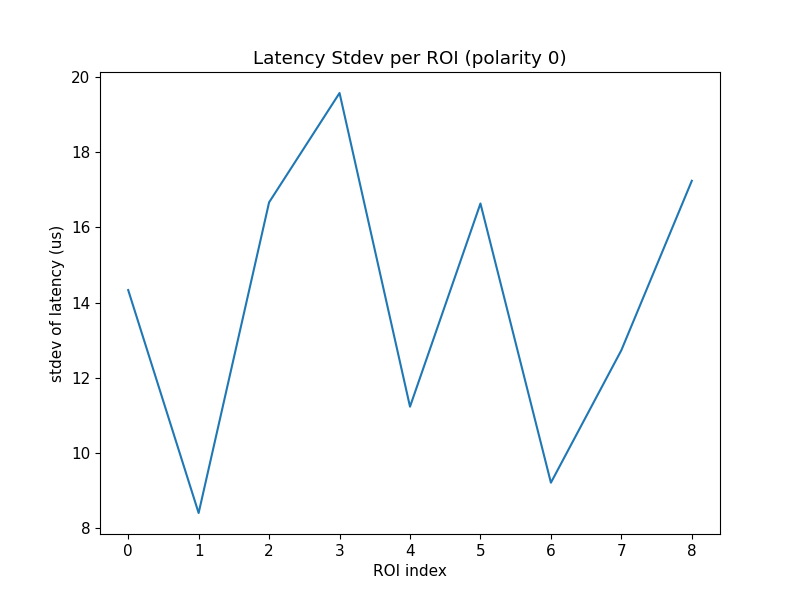 Latency Stdev per ROI (polarity 0)
20
18
16
14
12
10
8
stdev of latency (us)
0 1 2 3 4 5 6 7 8
ROI index